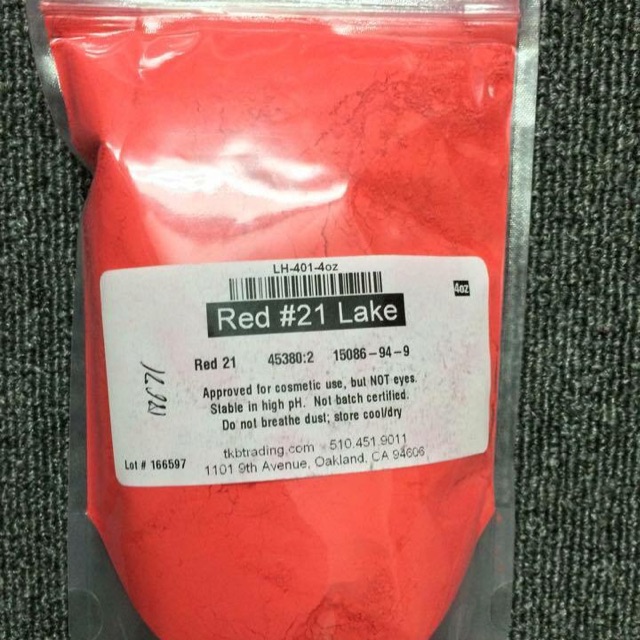 LH-401-4oz
4oz
Red #21 Lake
Red 21 45380:2 15086-94-9
Approved for cosmetic use, but NOT eyes.
Stable in high pH. Not batch certified.
Do not breathe dust; store cool/dry
tkbtrading.com 510.451.9011
Lot # 166597
1101 9th Avenue, Oakland, CA 94606